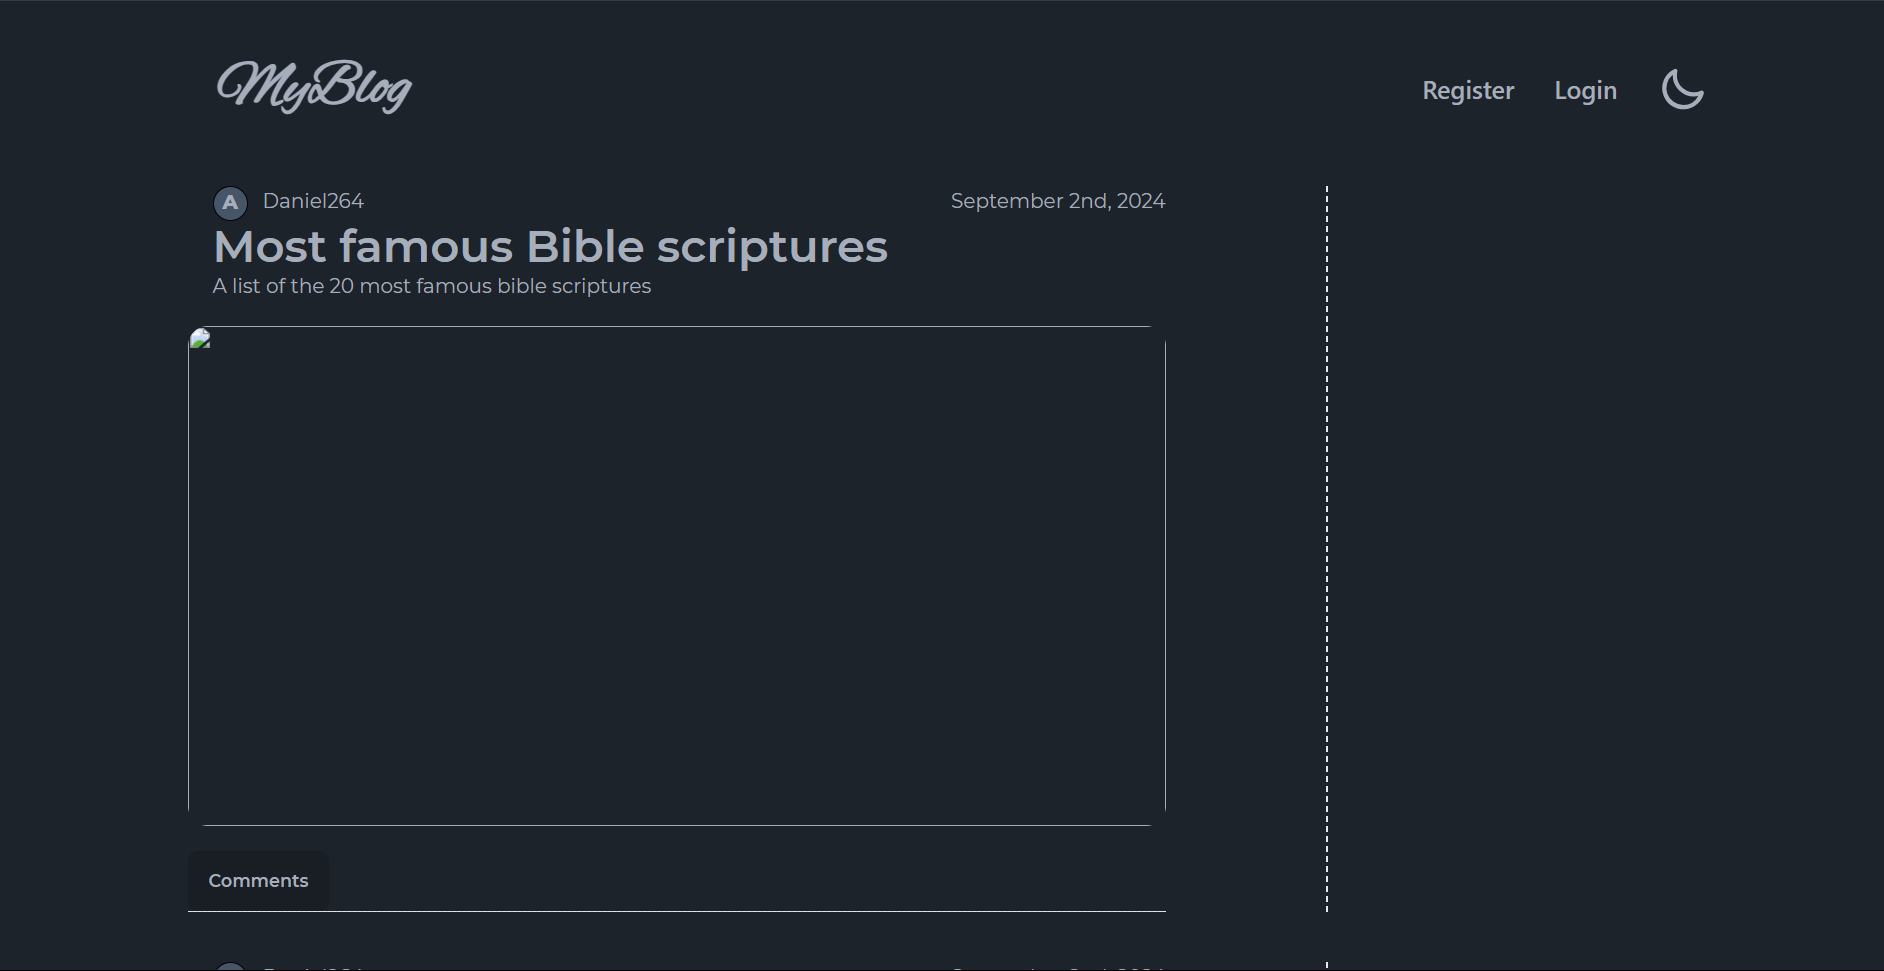 MyBlog
Register
Login
A
Daniel264
September 2nd, 2024
Most famous Bible scriptures
A list of the 20 most famous bible scriptures
Comments